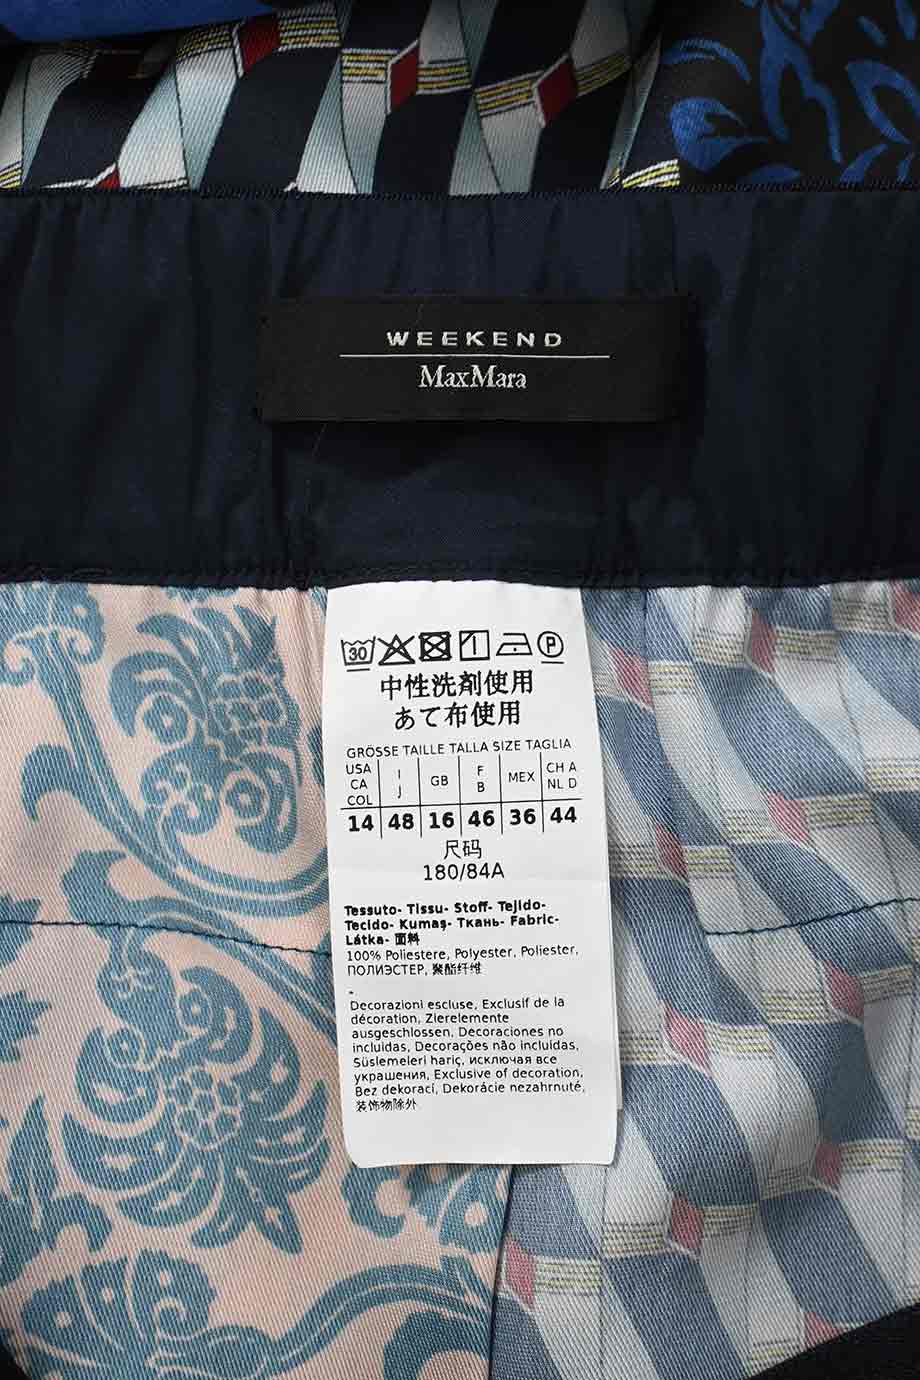 WEEKEND
MaxMara
30 P
中性洗剤使用
あて布使用
GRÖSSE TAILLE TALLA SIZE TAGLIA
USA CA COL I J GB F B MEX CH A NL D
14 48 16 46 36 44
尺码
180/84A
Tessuto- Tissu- Stoff- Tejido-
Tecido- Kumaş- Ткань- Fabric-
Látka- 面料
100% Poliestere, Polyester, Poliester,
ПОЛИЭСТЕР, 聚酯纤维
-
Decorazioni escluse, Exclusif de la
décoration, Zierelemente
ausgeschlossen, Decoraciones no
incluidas, Decorações não incluídas,
Süslemeleri hariç, исключая все
украшения, Exclusive of decoration,
Bez dekorací, Dekorácie nezahrnuté,
装饰物除外